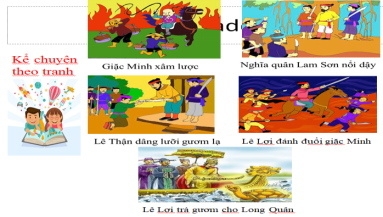 Kể chuyện
theo tranh
Giặc Minh xâm lược
Nghĩa quân Lam Sơn nổi dậy
Lê Thận dâng lưỡi gươm lạ
Lê Lợi đánh đuổi giặc Minh
Lê Lợi trả gươm cho Long Quân